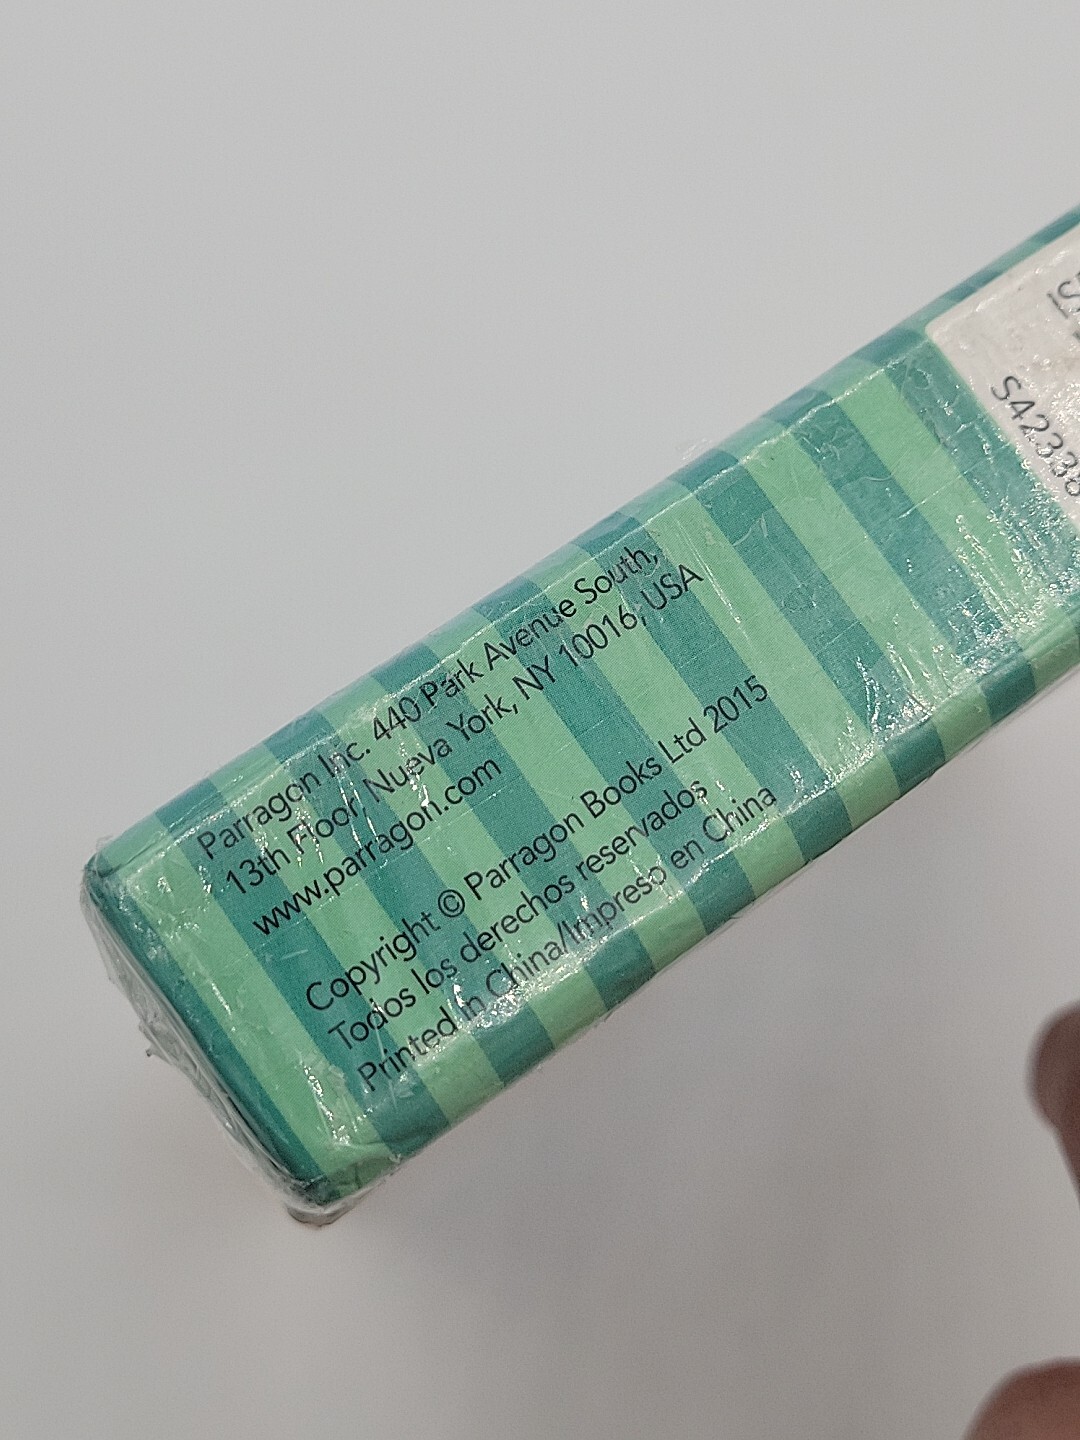 Parragon Inc. 440 Park Avenue South,
13th Floor, Nueva York, NY 10016, USA
www.parragon.com
Copyright © Parragon Books Ltd 2015
Todos los derechos reservados
Printed in China/Impreso en China
S42338